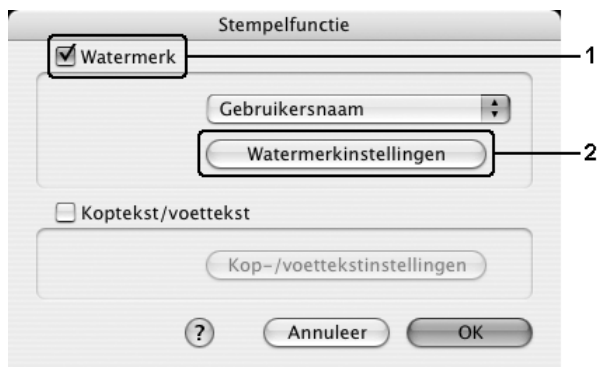 Stempelfunctie
Watermerk
1
Gebruikersnaam
Watermerkinstellingen
2
Koptekst/voettekst
Kop-/voettekstinstellingen
? Annuleer OK